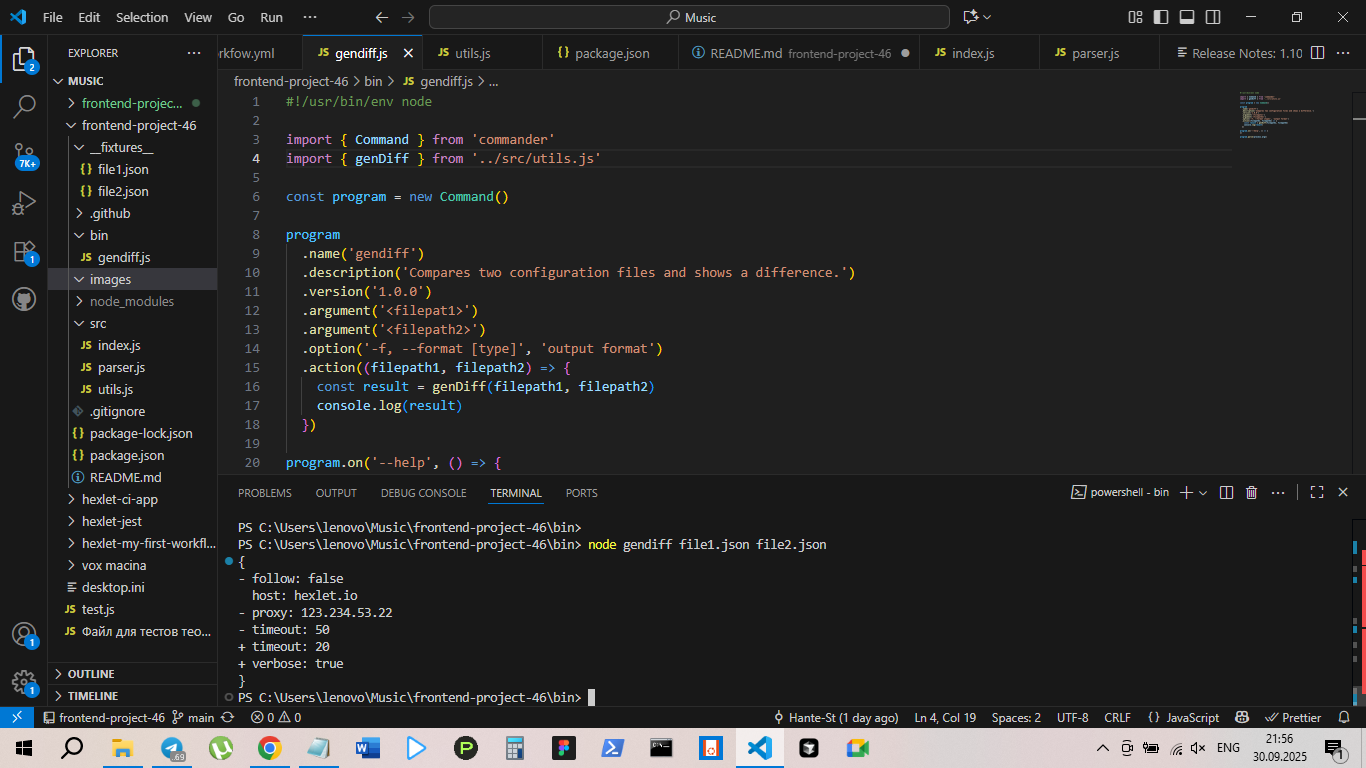 File Edit Selection View Go Run ··· Music
EXPLORER ···
MUSIC
frontend-projec...
frontend-project-46
__fixtures__
{} file1.json
{} file2.json
.github
bin
JS gendiff.js
images
node_modules
src
JS index.js
JS parser.js
JS utils.js
.gitignore
{} package-lock.json
{} package.json
README.md
hexlet-ci-app
hexlet-jest
hexlet-my-first-workfl...
vox macina
desktop.ini
JS test.js
JS Файл для тестов тео...
OUTLINE
TIMELINE
2
7K+
1
1
1
rkfow.yml JS gendiff.js JS utils.js {} package.json README.md frontend-project-46 JS index.js JS parser.js Release Notes: 1.10 ···
frontend-project-46 > bin > JS gendiff.js > ...
1 #!/usr/bin/env node
2
3 import { Command } from 'commander'
4 import { genDiff } from '../src/utils.js'
5
6 const program = new Command()
7
8 program
9 .name('gendiff')
10 .description('Compares two configuration files and shows a difference.')
11 .version('1.0.0')
12 .argument('<filepat1>')
13 .argument('<filepath2>')
14 .option('-f, --format [type]', 'output format')
15 .action((filepath1, filepath2) => {
16 const result = genDiff(filepath1, filepath2)
17 console.log(result)
18 })
19
20 program.on('--help', () => {
PROBLEMS OUTPUT DEBUG CONSOLE TERMINAL PORTS powershell - bin
PS C:\Users\lenovo\Music\frontend-project-46\bin>
PS C:\Users\lenovo\Music\frontend-project-46\bin> node gendiff file1.json file2.json
{
- follow: false
host: hexlet.io
- proxy: 123.234.53.22
- timeout: 50
+ timeout: 20
+ verbose: true
}
PS C:\Users\lenovo\Music\frontend-project-46\bin>
frontend-project-46 main 0 0 Hante-St (1 day ago) Ln 4, Col 19 Spaces: 2 UTF-8 CRLF {} JavaScript Prettier
.69 ENG 21:56
30.09.2025 1